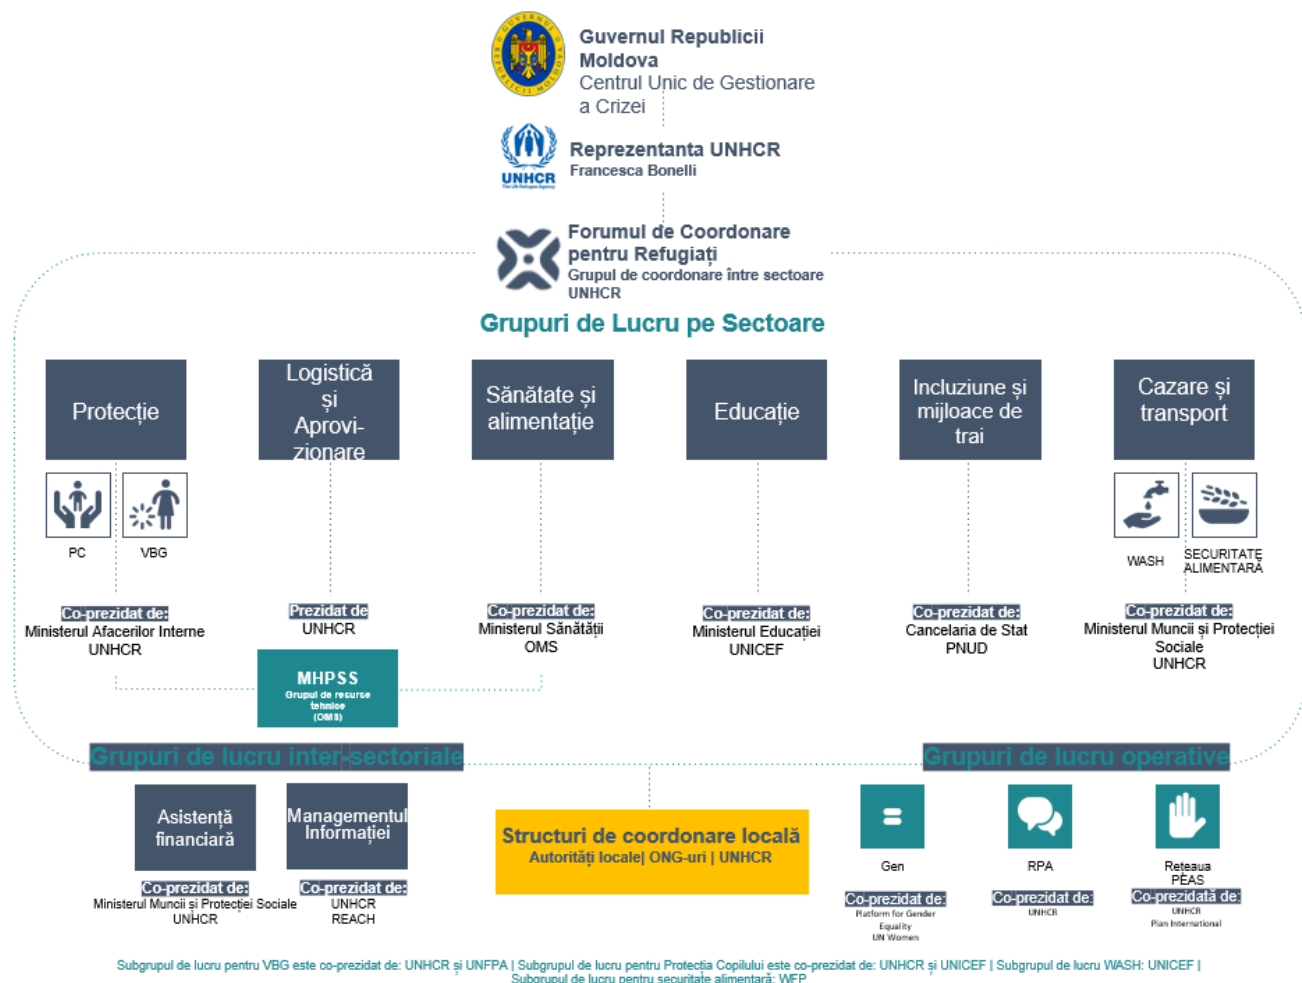 Guvernul Republicii
Moldova
Centrul Unic de Gestionare
a Crizei
UNHCR
The UN Refugee Agency
Reprezentanta UNHCR
Francesca Bonelli
Forumul de Coordonare
pentru Refugiați
Grupul de coordonare între sectoare
UNHCR
Grupuri de Lucru pe Sectoare
Protecție
Logistică
și
Aprovi-
zionare
Sănătate și
alimentație
Educație
Incluziune și
mijloace de
trai
Cazare și
transport
PC
VBG
WASH
SECURITATE
ALIMENTARĂ
Co-prezidat de:
Ministerul Afacerilor Interne
UNHCR
Prezidat de
UNHCR
Co-prezidat de:
Ministerul Sănătății
OMS
Co-prezidat de:
Ministerul Educației
UNICEF
Co-prezidat de:
Cancelaria de Stat
PNUD
Co-prezidat de:
Ministerul Muncii și Protecției
Sociale
UNHCR
MHPSS
Grupul de resurse
tehnice
(OMS)
Grupuri de lucru inter-sectoriale
Grupuri de lucru operative
Asistență
financiară
Co-prezidat de:
Ministerul Muncii și Protecției Sociale
UNHCR
Managementul
Informației
Co-prezidat de:
UNHCR
REACH
Structuri de coordonare locală
Autorități locale| ONG-uri | UNHCR
Gen
Co-prezidat de:
Platform for Gender
Equality
UN Women
RPA
Co-prezidat de:
UNHCR
Rețeaua
PEAS
Co-prezidată de:
UNHCR
Plan International
Subgrupul de lucru pentru VBG este co-prezidat de: UNHCR și UNFPA | Subgrupul de lucru pentru Protecția Copilului este co-prezidat de: UNHCR și UNICEF | Subgrupul de lucru WASH: UNICEF |
Subgrupul de lucru pentru securitate alimentară: WFP